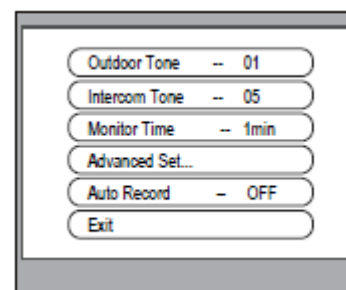 Outdoor Tone -- 01
Intercom Tone -- 05
Monitor Time -- 1min
Advanced Set...
Auto Record – OFF
Exit